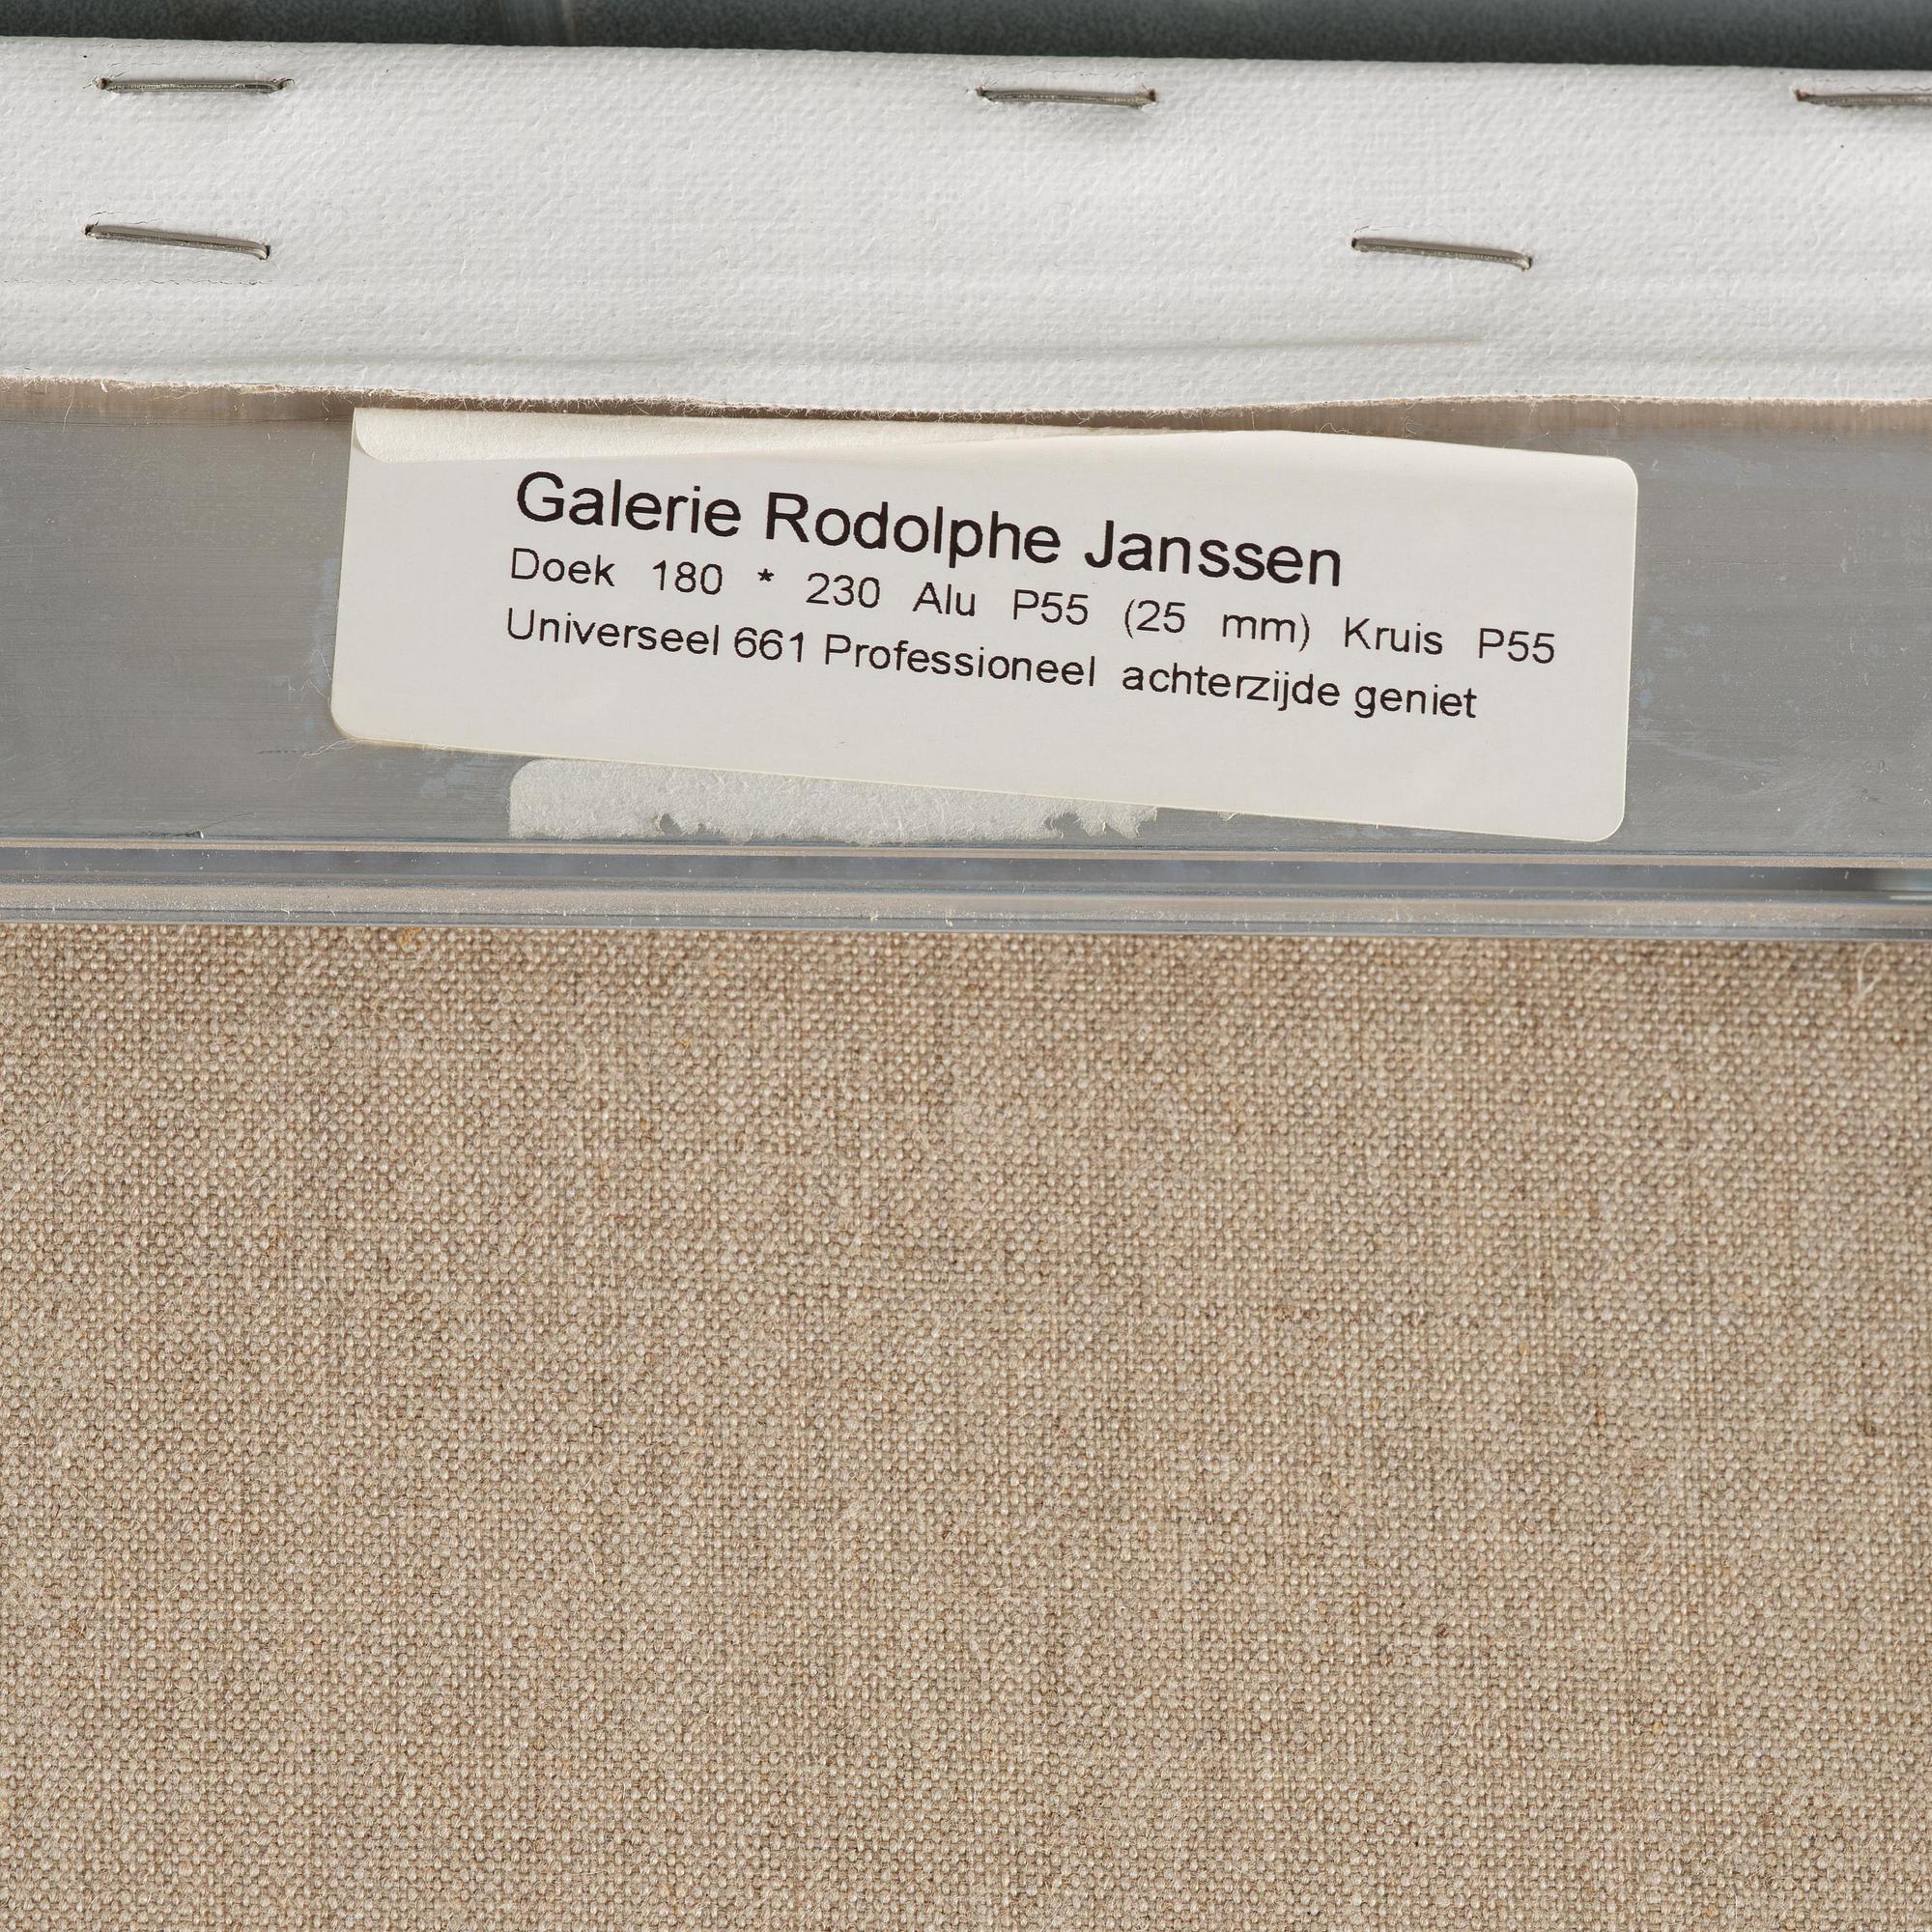 Galerie Rodolphe Janssen
Doek 180 * 230 Alu P55 (25 mm) Kruis P55
Universeel 661 Professioneel achterzijde geniet